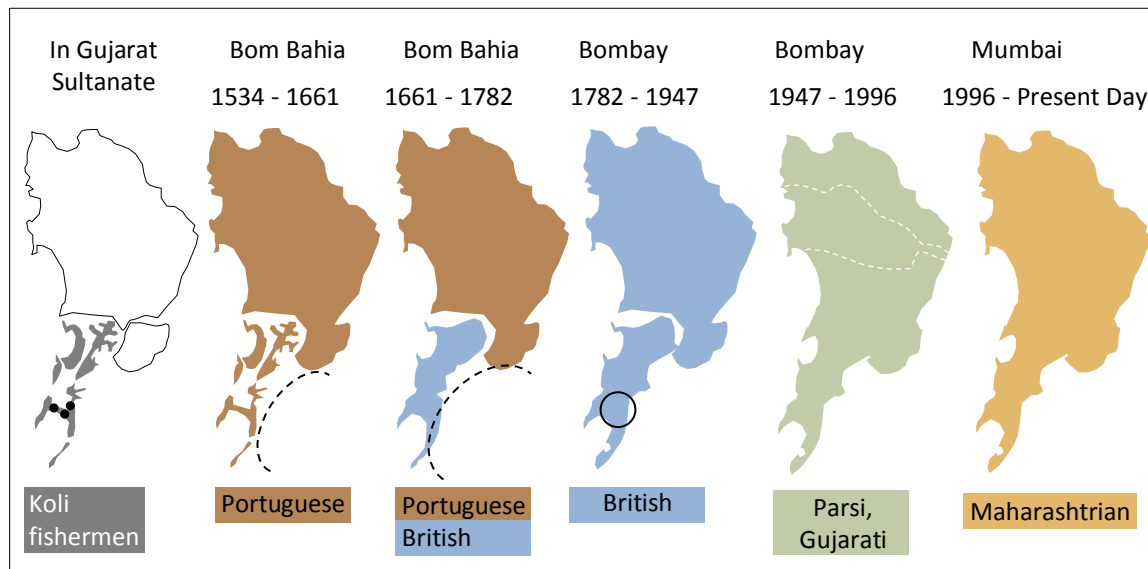 In Gujarat
Sultanate
Bom Bahia
1534 - 1661
Bom Bahia
1661 - 1782
Bombay
1782 - 1947
Bombay
1947 - 1996
Mumbai
1996 - Present Day
Koli
fishermen
Portuguese
Portuguese
British
British
Parsi,
Gujarati
Maharashtrian